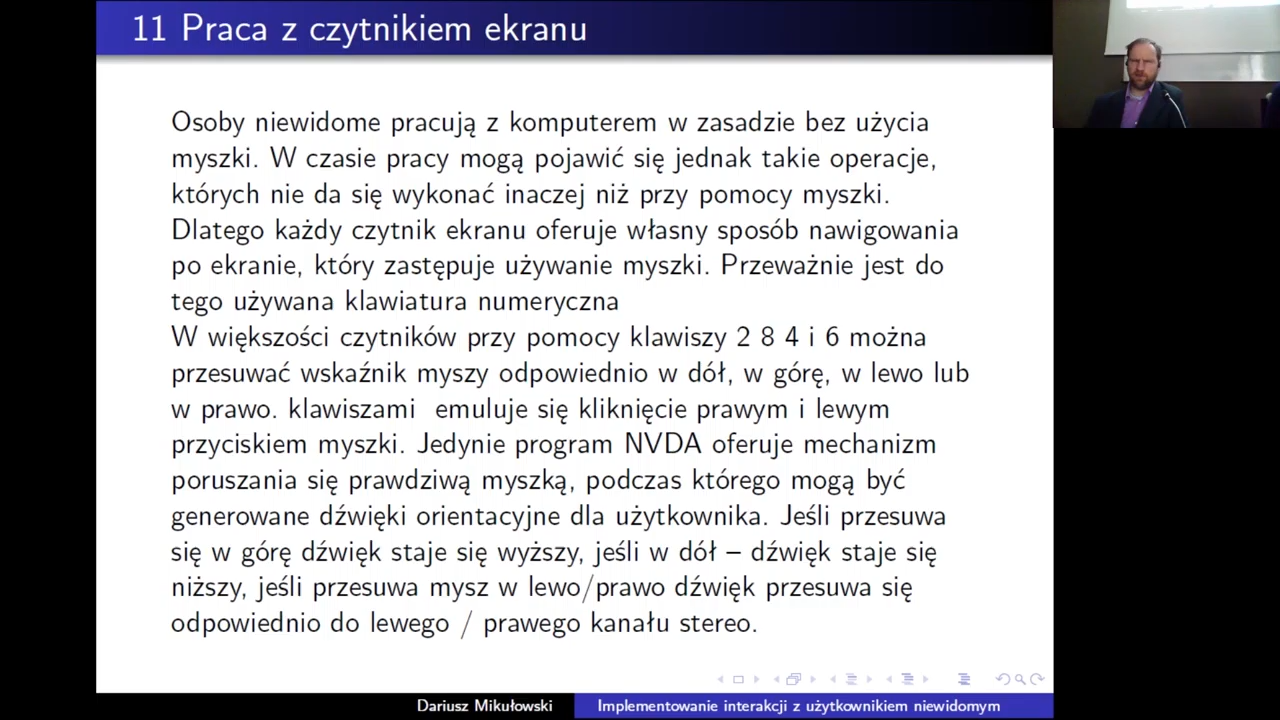 11 Praca z czytnikiem ekranu
Osoby niewidome pracują z komputerem w zasadzie bez użycia
myszki. W czasie pracy mogą pojawić się jednak takie operacje,
których nie da się wykonać inaczej niż przy pomocy myszki.
Dlatego każdy czytnik ekranu oferuje własny sposób nawigowania
po ekranie, który zastępuje używanie myszki. Przeważnie jest do
tego używana klawiatura numeryczna
W większości czytników przy pomocy klawiszy 2 8 4 i 6 można
przesuwać wskaźnik myszy odpowiednio w dół, w górę, w lewo lub
w prawo. klawiszami emuluje się kliknięcie prawym i lewym
przyciskiem myszki. Jedynie program NVDA oferuje mechanizm
poruszania się prawdziwą myszką, podczas którego mogą być
generowane dźwięki orientacyjne dla użytkownika. Jeśli przesuwa
się w górę dźwięk staje się wyższy, jeśli w dół – dźwięk staje się
niższy, jeśli przesuwa mysz w lewo/prawo dźwięk przesuwa się
odpowiednio do lewego / prawego kanału stereo.
Dariusz Mikułowski
Implementowanie interakcji z użytkownikiem niewidomym